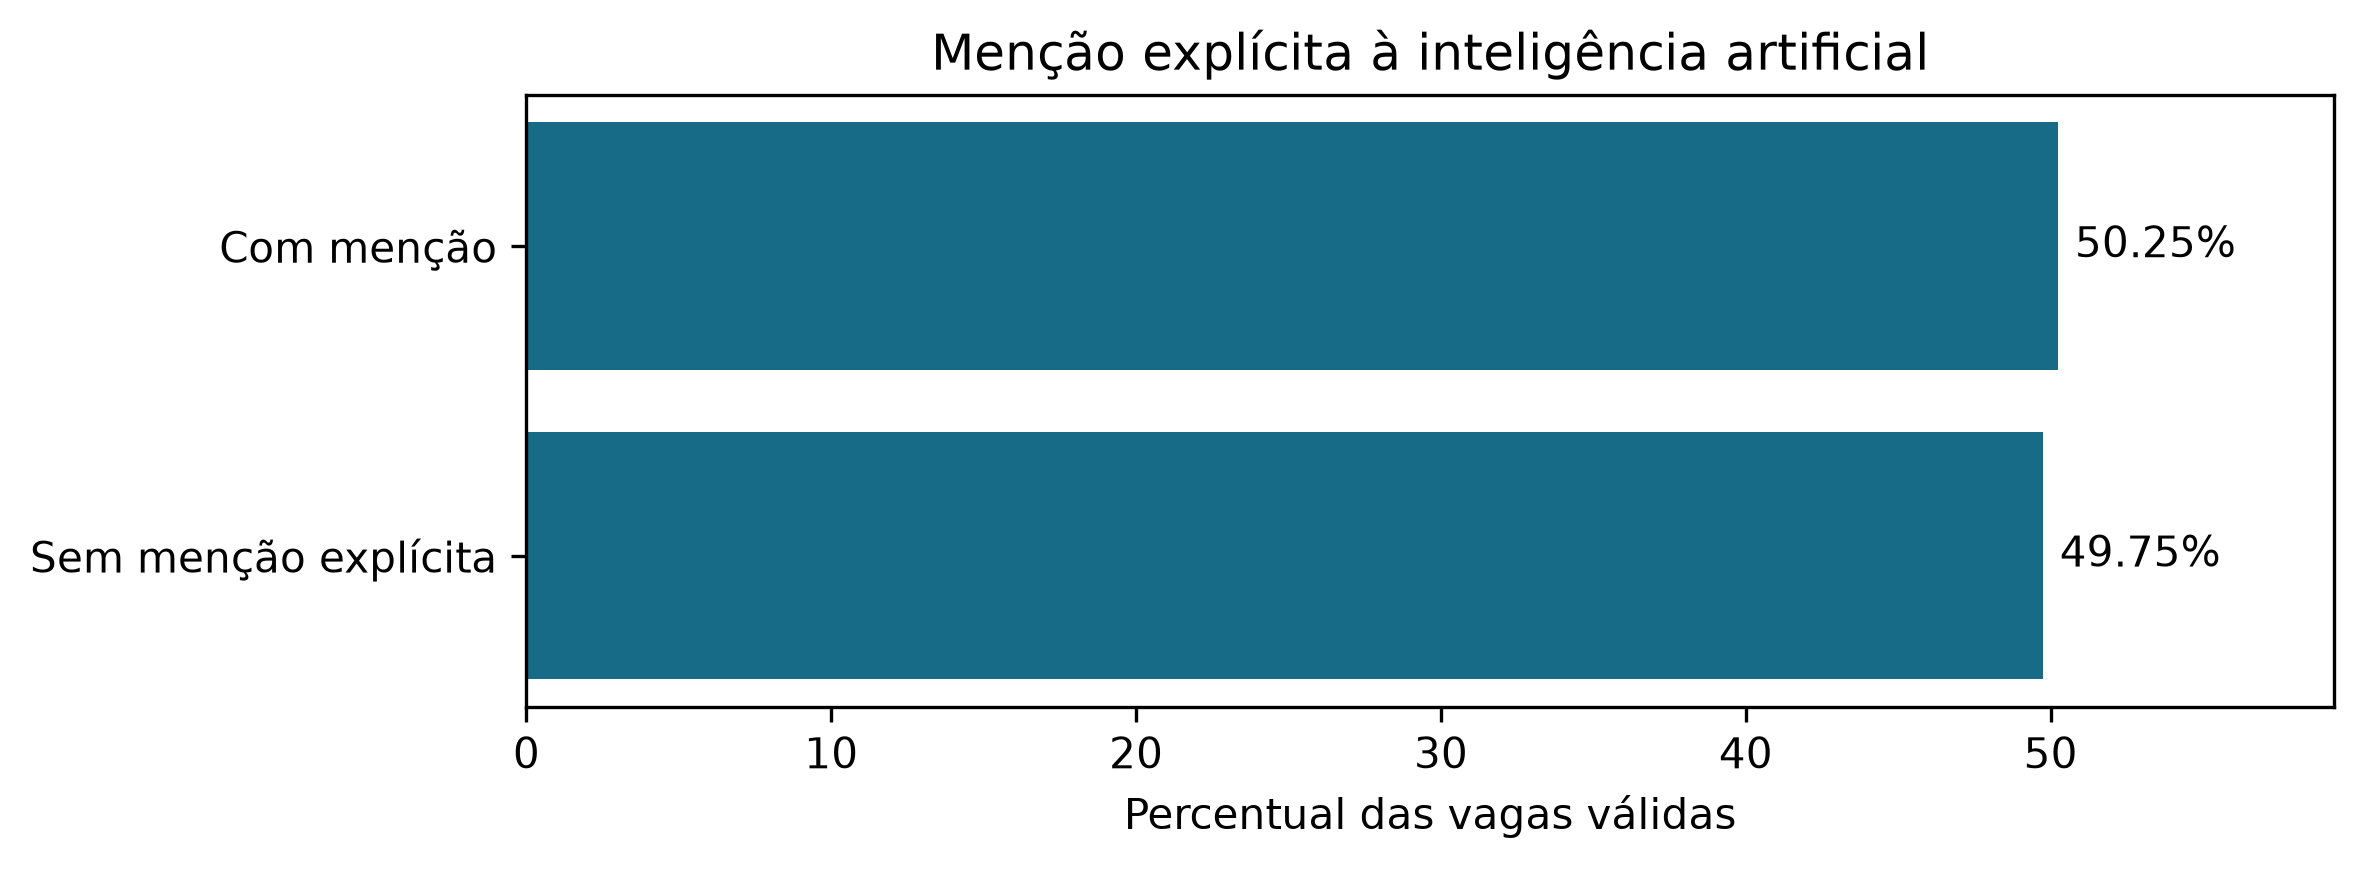 Menção explícita à inteligência artificial
Com menção
50.25%
Sem menção explícita
49.75%
0 10 20 30 40 50
Percentual das vagas válidas